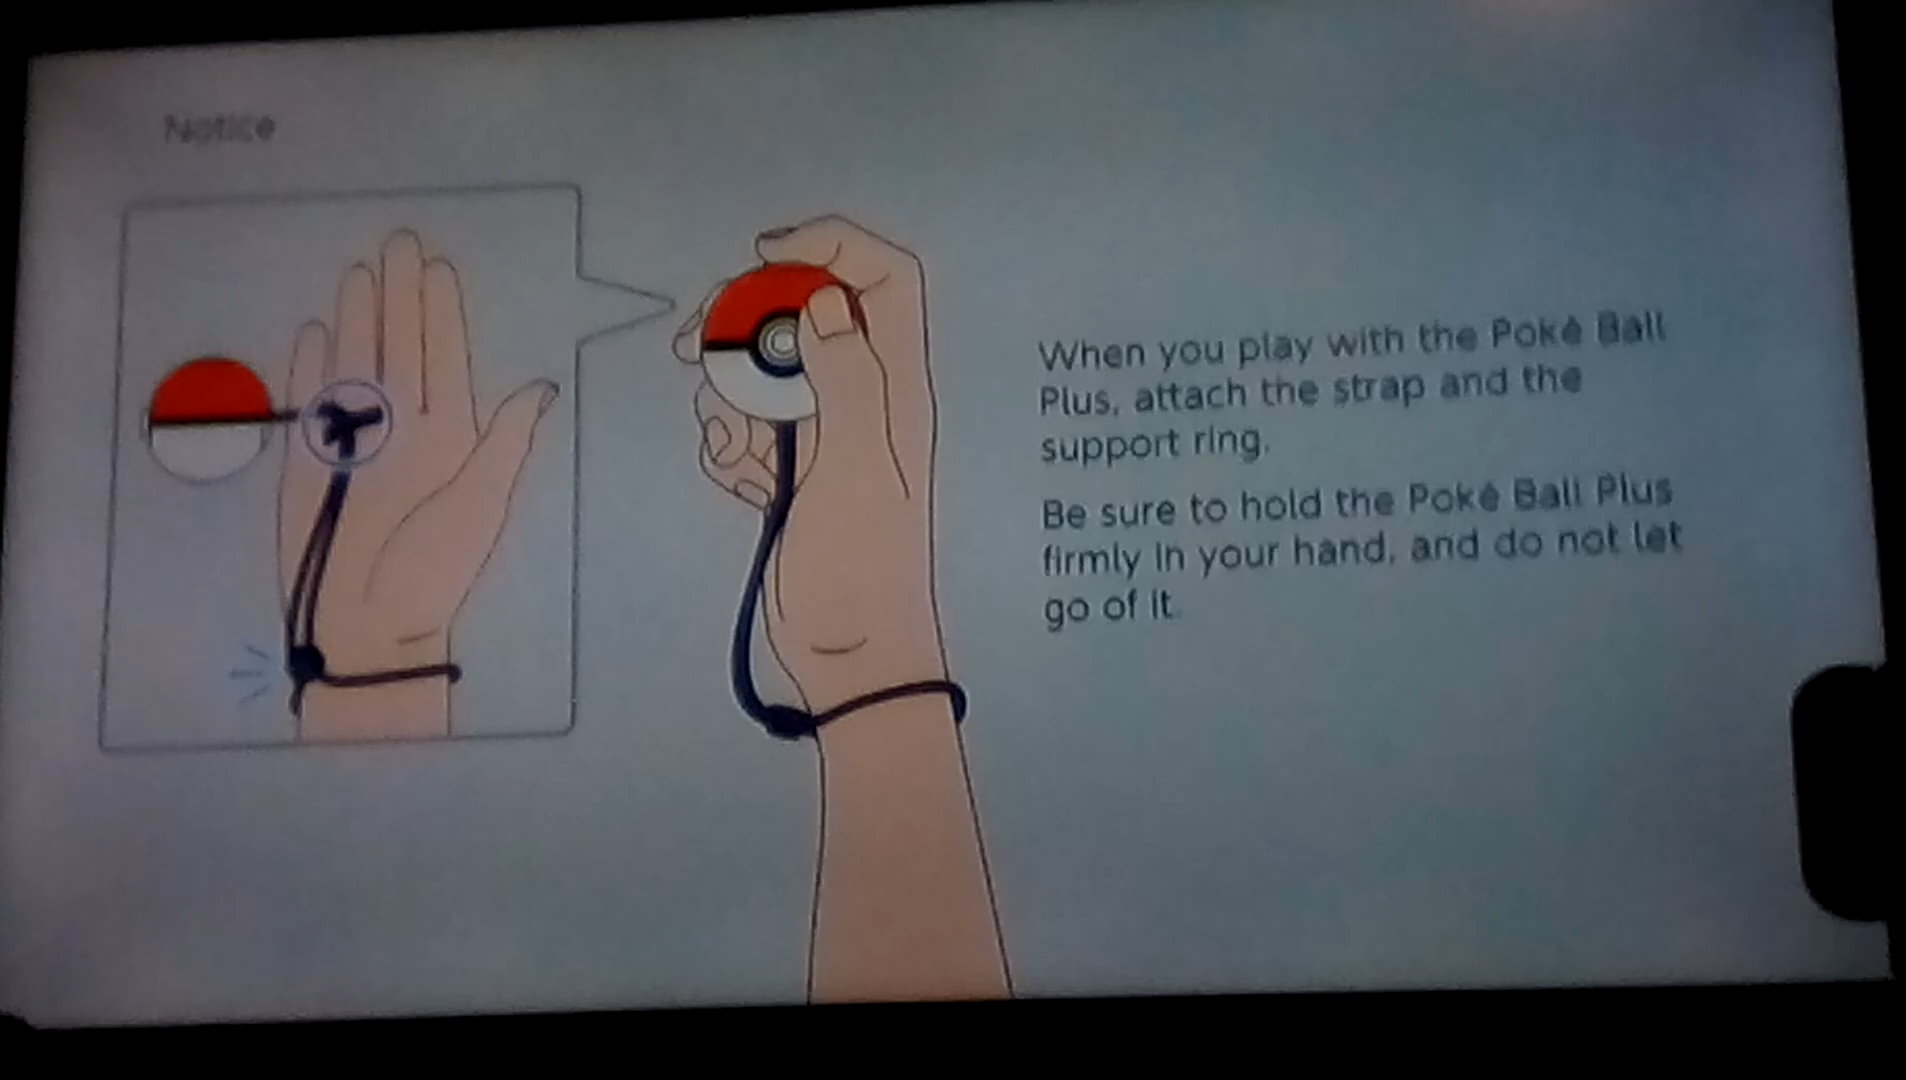 Notice
When you play with the Poké Ball
Plus, attach the strap and the
support ring.
Be sure to hold the Poké Ball Plus
firmly in your hand, and do not let
go of it.